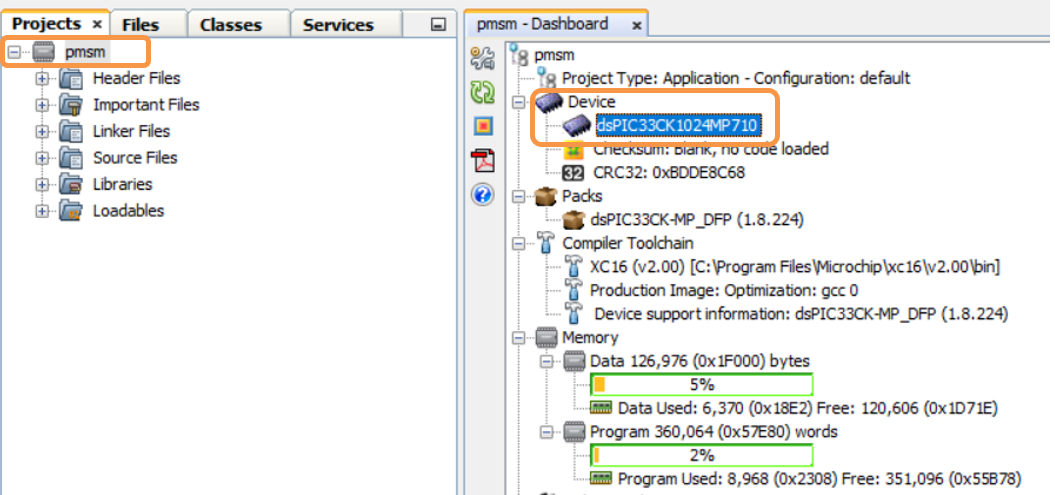 Projects × Files Classes Services
pmsm
Header Files
Important Files
Linker Files
Source Files
Libraries
Loadables
pmsm - Dashboard ×
pmsm
Project Type: Application - Configuration: default
Device
dsPIC33CK1024MP710
Checksum: Blank, no code loaded
32 CRC32: 0xBDDE8C68
Packs
dsPIC33CK-MP_DFP (1.8.224)
Compiler Toolchain
XC16 (v2.00) [C:\Program Files\Microchip\xc16\v2.00\bin]
Production Image: Optimization: gcc 0
Device support information: dsPIC33CK-MP_DFP (1.8.224)
Memory
Data 126,976 (0x1F000) bytes
5%
Data Used: 6,370 (0x18E2) Free: 120,606 (0x1D71E)
Program 360,064 (0x57E80) words
2%
Program Used: 8,968 (0x2308) Free: 351,096 (0x55B78)